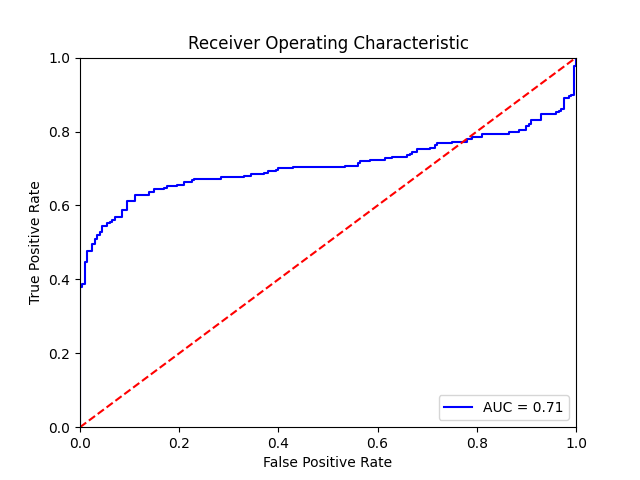 Receiver Operating Characteristic
True Positive Rate
1.0
0.8
0.6
0.4
0.2
0.0
0.0 0.2 0.4 0.6 0.8 1.0
False Positive Rate
AUC = 0.71